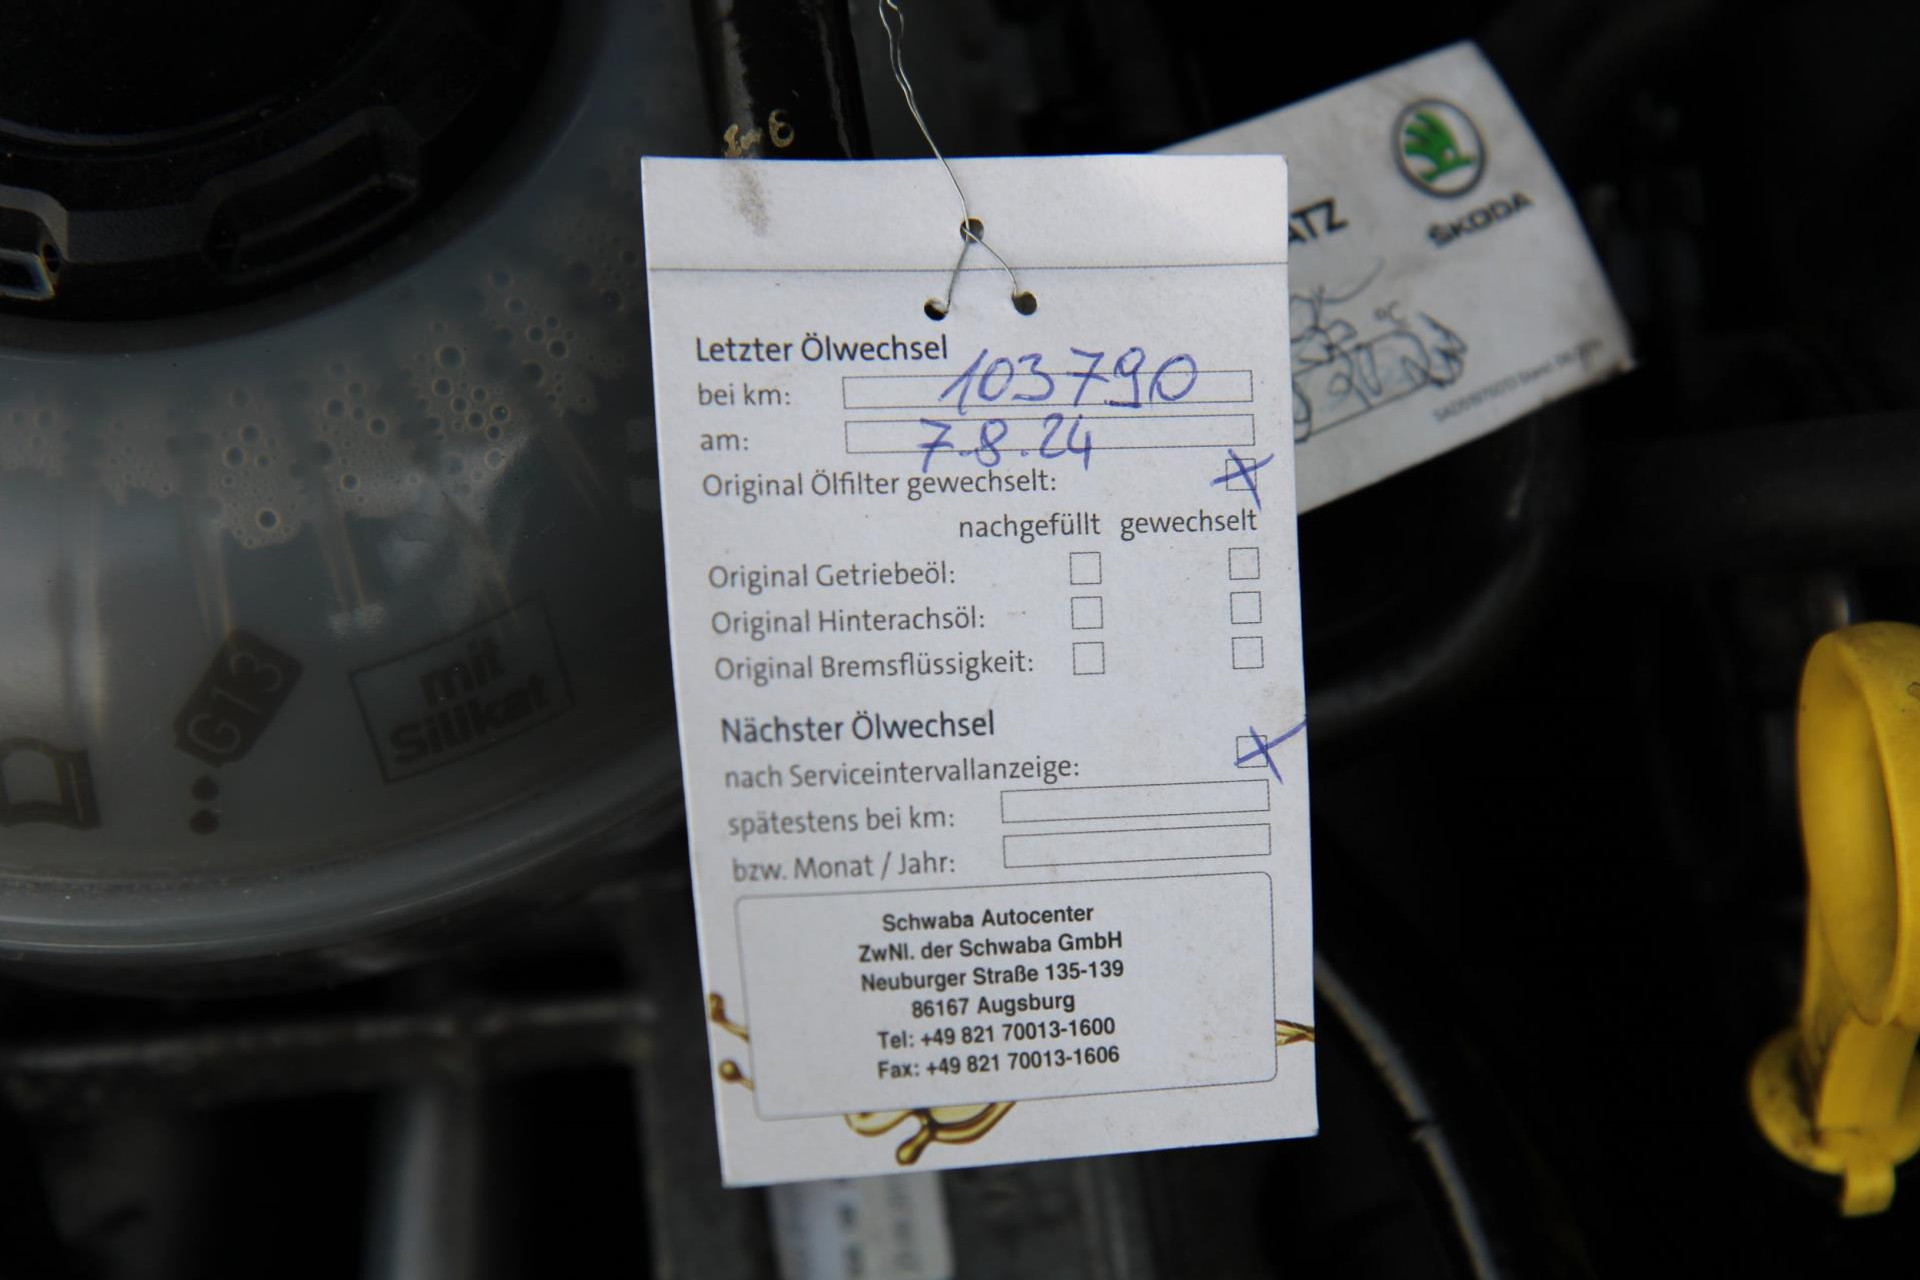 Letzter Ölwechsel
bei km: 103790
am: 7.8.24
Original Ölfilter gewechselt: X
nachgefüllt gewechselt
Original Getriebeöl:
Original Hinterachsöl:
Original Bremsflüssigkeit:
Nächster Ölwechsel
nach Serviceintervallanzeige: X
spätestens bei km:
bzw. Monat / Jahr:
Schwaba Autocenter
ZwNl. der Schwaba GmbH
Neuburger Straße 135-139
86167 Augsburg
Tel: +49 821 70013-1600
Fax: +49 821 70013-1606
ATZ
ŠKODA
°C
G13
mit
Silikat